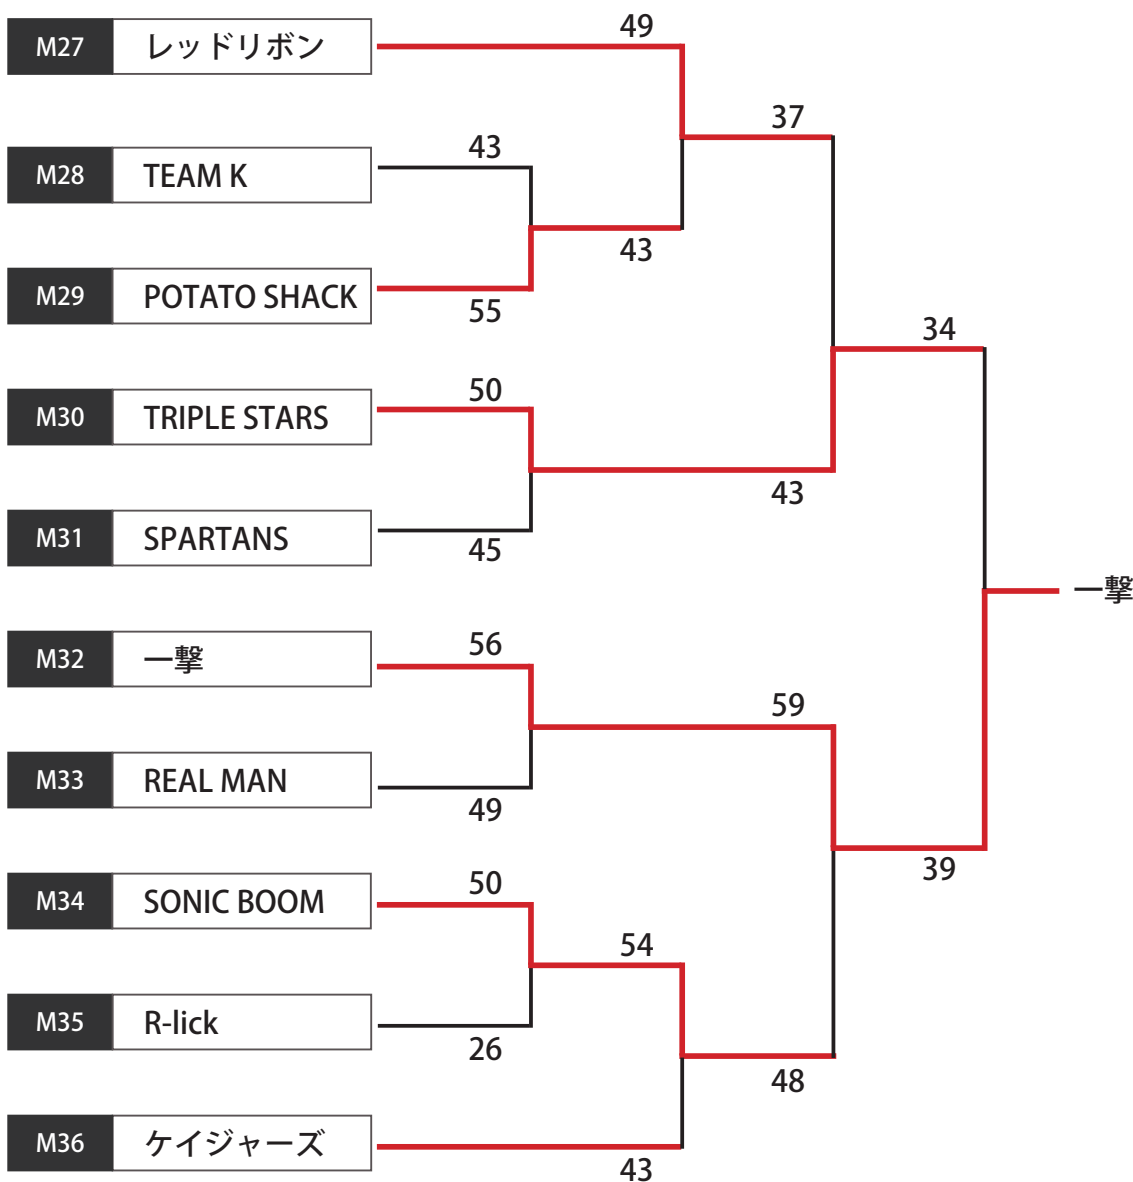 49
M27 レッドリボン
37
43
M28 TEAM K
43
M29 POTATO SHACK
55
34
50
M30 TRIPLE STARS
43
M31 SPARTANS
45
一撃
56
M32 一撃
59
M33 REAL MAN
49
39
50
M34 SONIC BOOM
54
M35 R-lick
26
48
M36 ケイジャーズ
43